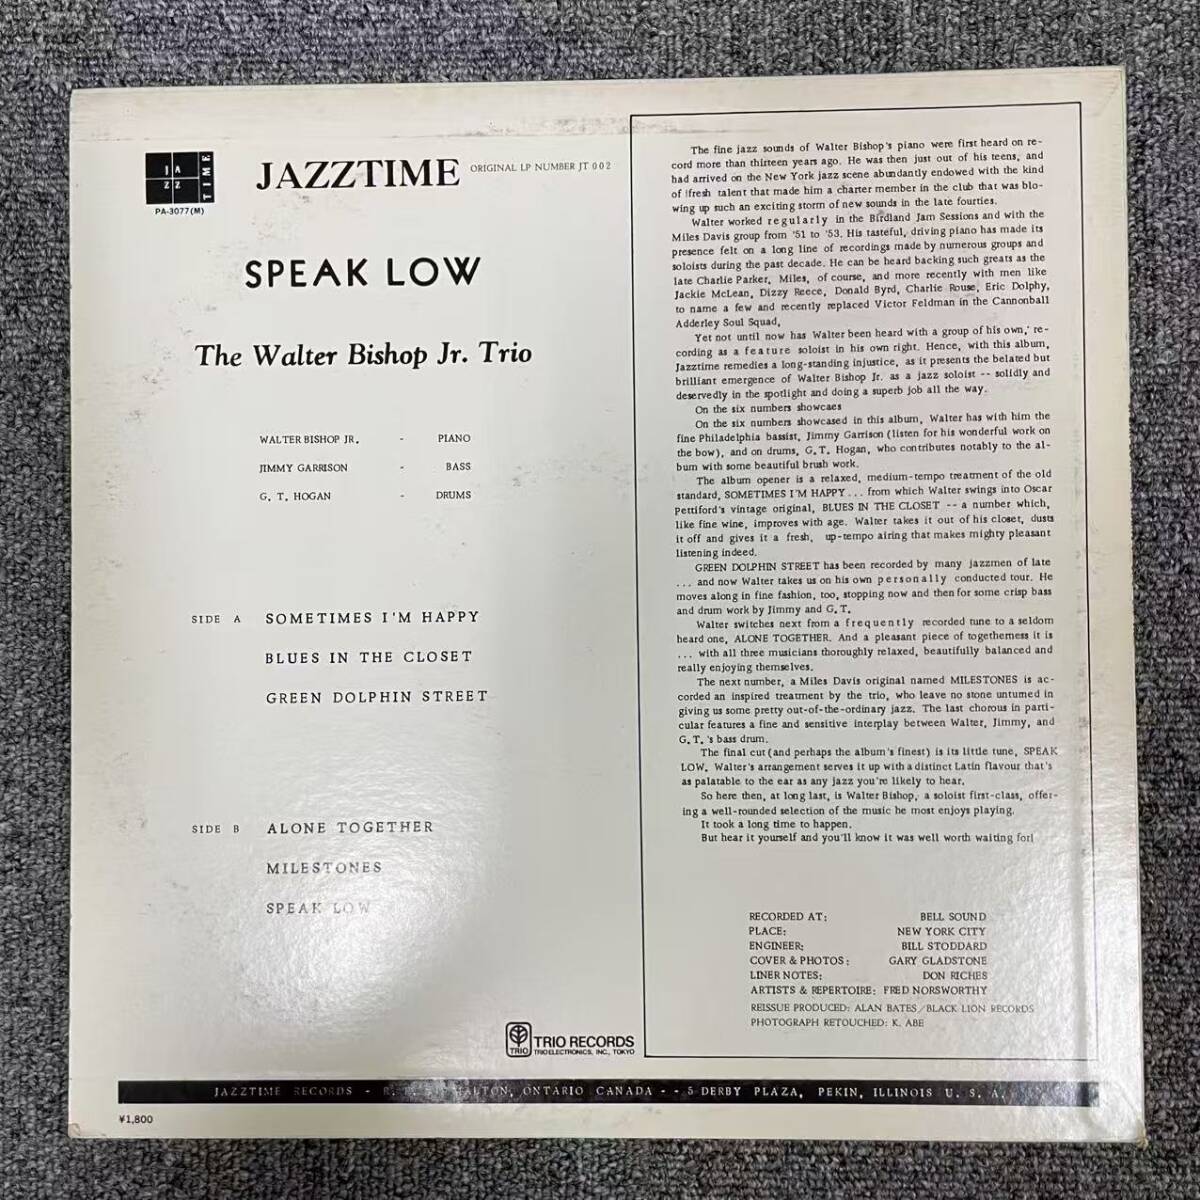 JAZZ TIME
PA-3077(M)
JAZZTIME ORIGINAL LP NUMBER JT 002
SPEAK LOW
The Walter Bishop Jr. Trio
WALTER BISHOP JR. - PIANO
JIMMY GARRISON - BASS
G. T. HOGAN - DRUMS
SIDE A SOMETIMES I'M HAPPY
BLUES IN THE CLOSET
GREEN DOLPHIN STREET
SIDE B ALONE TOGETHER
MILESTONES
SPEAK LOW
The fine jazz sounds of Walter Bishop's piano were first heard on re-
cord more than thirteen years ago. He was then just out of his teens, and
had arrived on the New York jazz scene abundantly endowed with the kind
of fresh talent that made him a charter member in the club that was blo-
wing up such an exciting storm of new sounds in the late fourties.
Walter worked regularly in the Birdland Jam Sessions and with the
Miles Davis group from '51 to '53. His tasteful, driving piano has made its
presence felt on a long line of recordings made by numerous groups and
soloists during the past decade. He can be heard backing such greats as the
late Charlie Parker, Miles, of course, and more recently with men like
Jackie McLean, Dizzy Reece, Donald Byrd, Charlie Rouse, Eric Dolphy,
to name a few and recently replaced Victor Feldman in the Cannonball
Adderley Soul Squad,
Yet not until now has Walter been heard with a group of his own, re-
cording as a feature soloist in his own right. Hence, with this album,
Jazztime remedies a long-standing injustice, as it presents the belated but
brilliant emergence of Walter Bishop Jr. as a jazz soloist -- solidly and
deservedly in the spotlight and doing a superb job all the way.
On the six numbers showcaes
On the six numbers showcased in this album, Walter has with him the
fine Philadelphia bassist, Jimmy Garrison (listen for his wonderful work on
the bow), and on drums, G.T. Hogan, who contributes notably to the al-
bum with some beautiful brush work.
The album opener is a relaxed, medium-tempo treatment of the old
standard, SOMETIMES I'M HAPPY... from which Walter swings into Oscar
Pettiford's vintage original, BLUES IN THE CLOSET -- a number which,
like fine wine, improves with age. Walter takes it out of his closet, dusts
it off and gives it a fresh, up-tempo airing that makes mighty pleasant
listening indeed.
GREEN DOLPHIN STREET has been recorded by many jazzmen of late
... and now Walter takes us on his own personally conducted tour. He
moves along in fine fashion, too, stopping now and then for some crisp bass
and drum work by Jimmy and G.T.
Walter switches next from a frequently recorded tune to a seldom
heard one, ALONE TOGETHER. And a pleasant piece of togetherness it is
... with all three musicians thoroughly relaxed, beautifully balanced and
really enjoying themselves.
The next number, a Miles Davis original named MILESTONES is ac-
corded an inspired treatment by the trio, who leave no stone unturned in
giving us some pretty out-of-the-ordinary jazz. The last chorous in parti-
cular features a fine and sensitive interplay between Walter, Jimmy, and
G.T.'s bass drum.
The final cut (and perhaps the album's finest) is its little tune, SPEAK
LOW. Walter's arrangement serves it up with a distinct Latin flavour that's
as palatable to the ear as any jazz you're likely to hear.
So here then, at long last, is Walter Bishop, a soloist first-class, offer-
ing a well-rounded selection of the music he most enjoys playing.
It took a long time to happen.
But hear it yourself and you'll know it was well worth waiting for!
RECORDED AT: BELL SOUND
PLACE: NEW YORK CITY
ENGINEER: BILL STODDARD
COVER & PHOTOS: GARY GLADSTONE
LINER NOTES: DON RICHES
ARTISTS & REPERTOIRE: FRED NORSWORTHY
REISSUE PRODUCED: ALAN BATES/BLACK LION RECORDS
PHOTOGRAPH RETOUCHED: K. ABE
TRIO TRIO RECORDS
TRIO ELECTRONICS, INC., TOKYO
JAZZTIME RECORDS - R. ALTON, ONTARIO CANADA -- 5 DERBY PLAZA, PEKIN, ILLINOIS U. S. A.
¥1,800